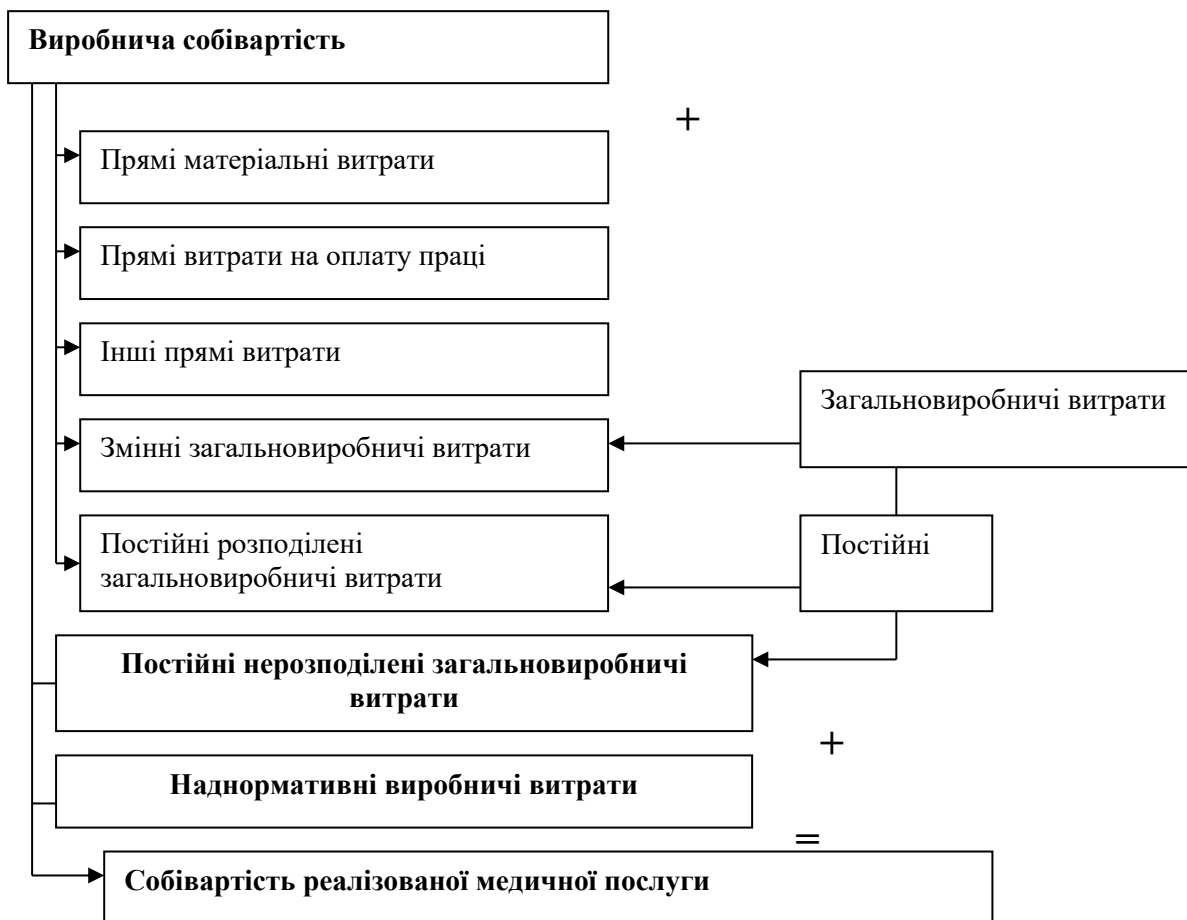 Виробнича собівартість
+
Прямі матеріальні витрати
Прямі витрати на оплату праці
Інші прямі витрати
Загальновиробничі витрати
Змінні загальновиробничі витрати
Постійні розподілені
загальновиробничі витрати
Постійні
Постійні нерозподілені загальновиробничі
витрати
+
Наднормативні виробничі витрати
=
Собівартість реалізованої медичної послуги